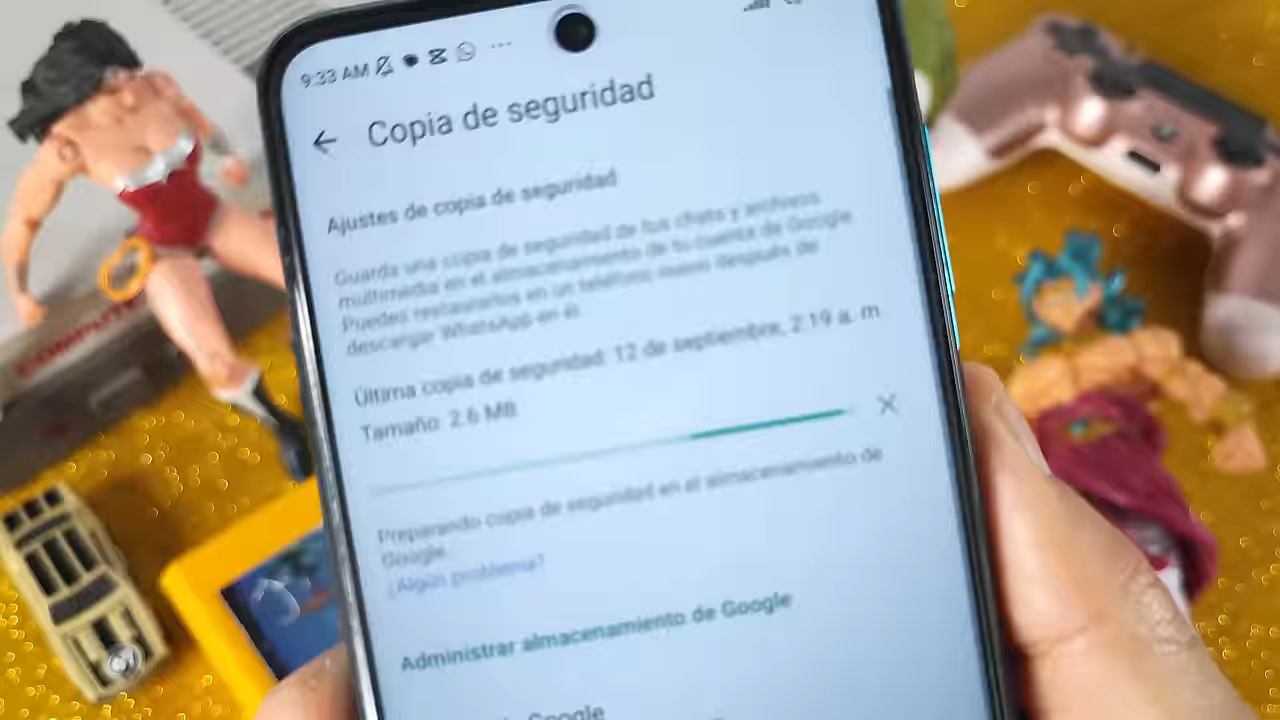 9:33 AM
Copia de seguridad
Ajustes de copia de seguridad
Guarda una copia de seguridad de tus chats y archivos
multimedia en el almacenamiento de tu cuenta de Google
Puedes restaurarlos en un teléfono nuevo después de
descargar WhatsApp en él.
Última copia de seguridad: 12 de septiembre, 2:19 a. m.
Tamaño: 2.6 MB
Preparando copia de seguridad en el almacenamiento de
Google.
¿Algún problema?
Administrar almacenamiento de Google
de Google